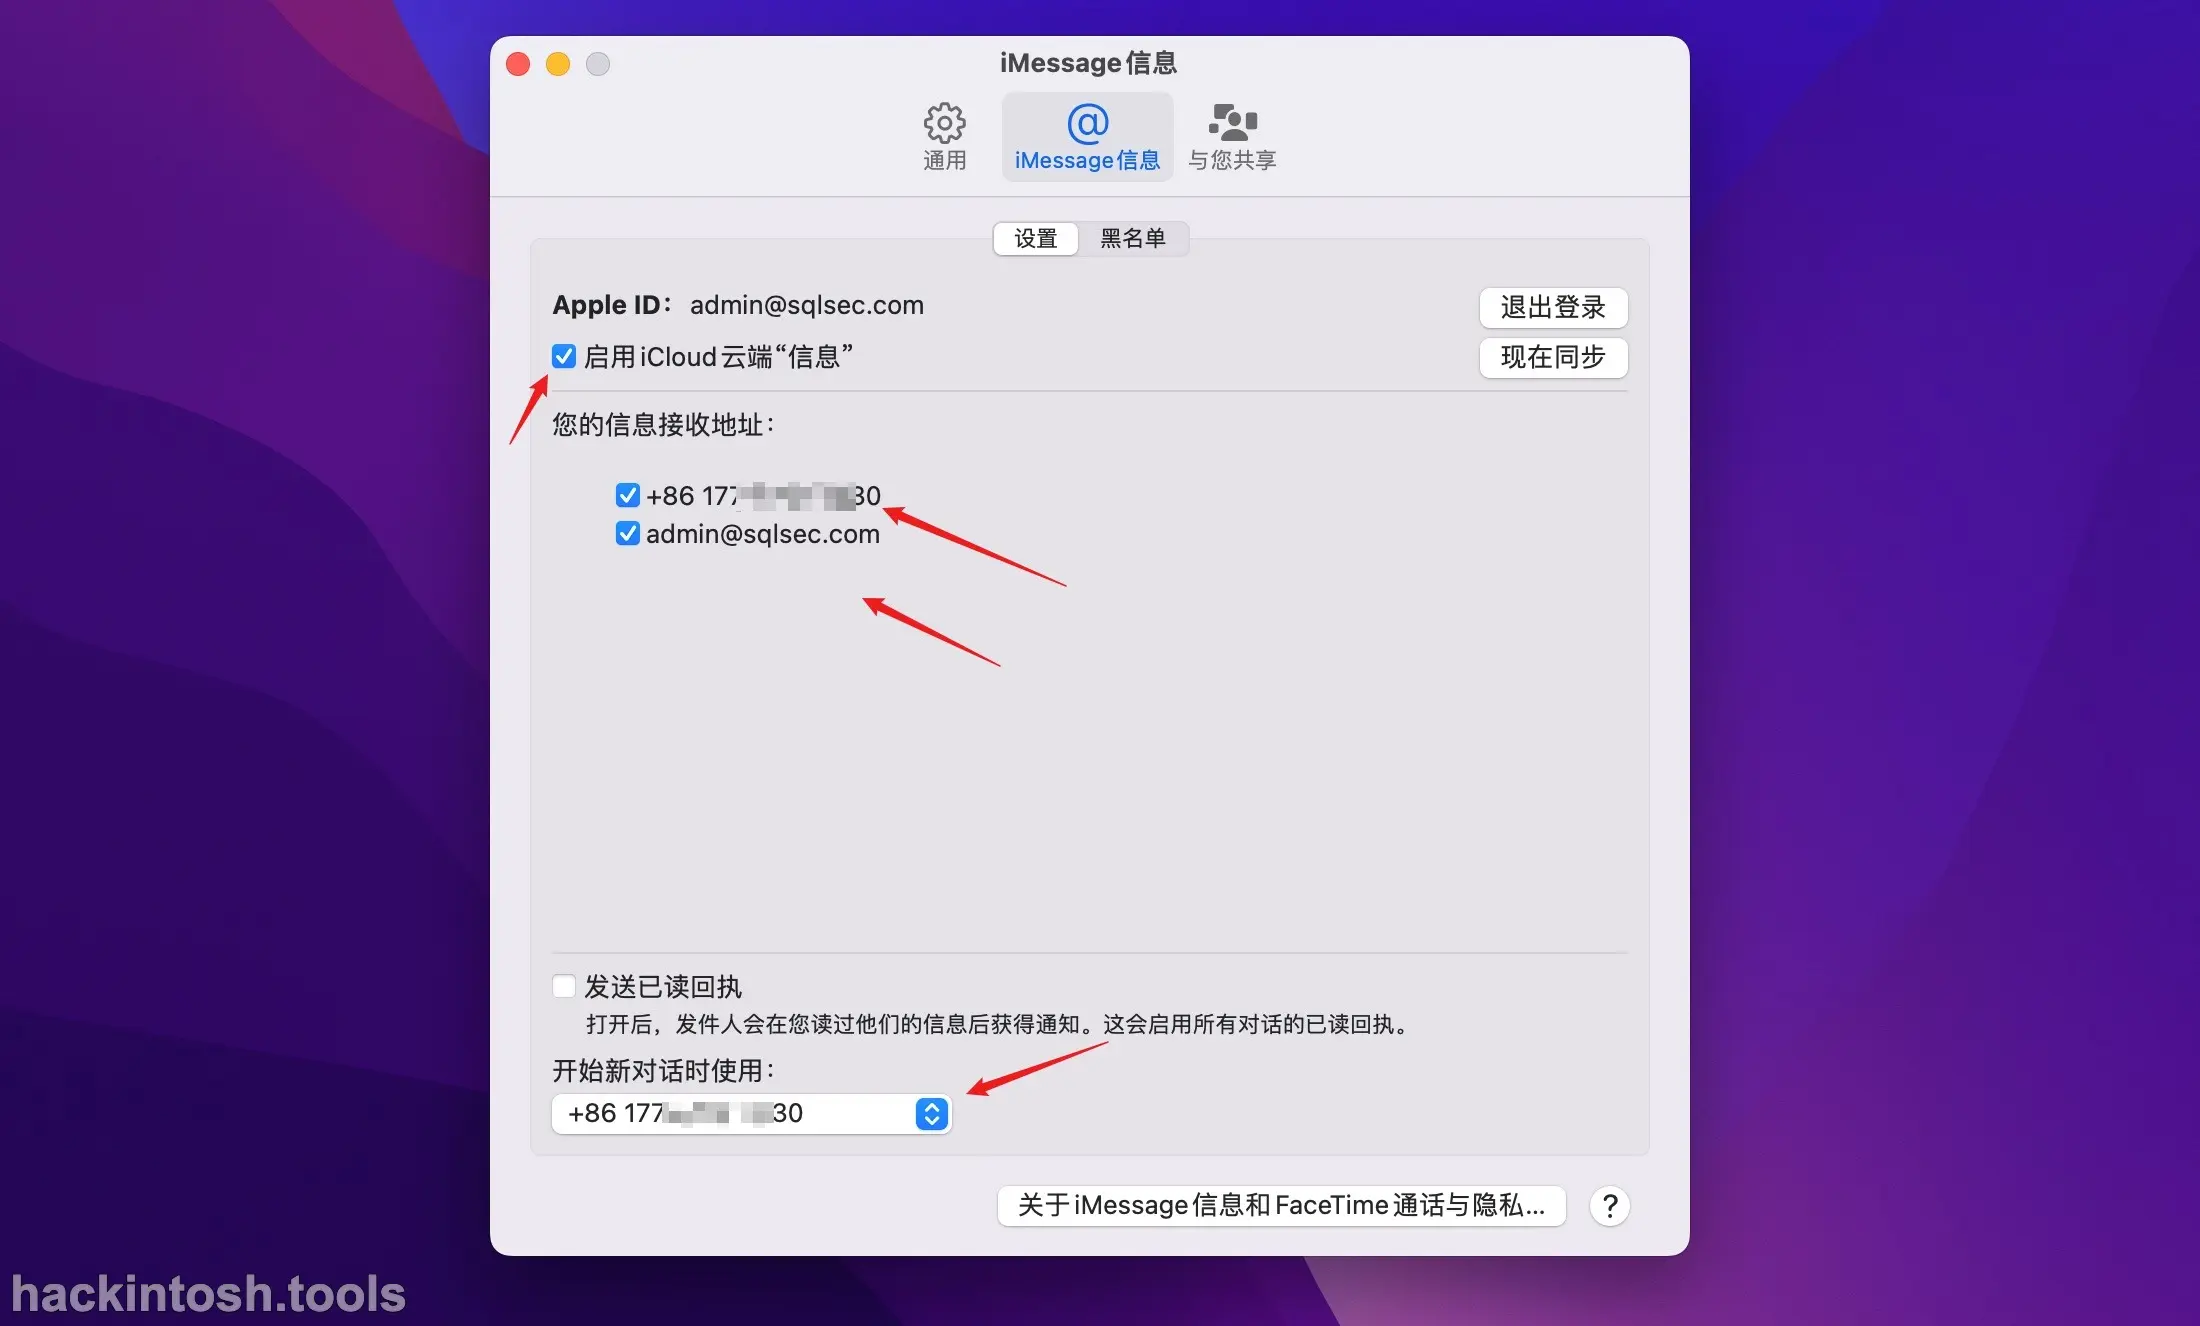 iMessage信息
通用
iMessage信息
与您共享
设置
黑名单
Apple ID： admin@sqlsec.com
退出登录
启用iCloud云端“信息”
现在同步
您的信息接收地址：
+86 177 30
admin@sqlsec.com
发送已读回执
打开后，发件人会在您读过他们的信息后获得通知。这会启用所有对话的已读回执。
开始新对话时使用：
+86 177 30
关于iMessage信息和FaceTime通话与隐私...
?
hackintosh.tools